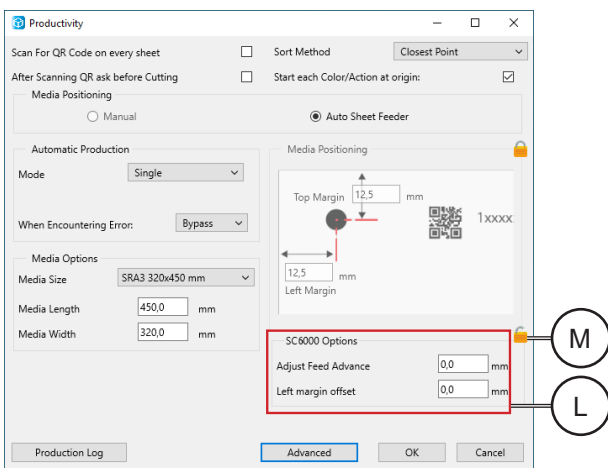 Productivity
Scan For QR Code on every sheet
Sort Method Closest Point
After Scanning QR ask before Cutting
Start each Color/Action at origin:
Media Positioning
Manual
Auto Sheet Feeder
Automatic Production
Mode Single
When Encountering Error: Bypass
Media Options
Media Size SRA3 320x450 mm
Media Length 450,0 mm
Media Width 320,0 mm
Media Positioning
Top Margin 12,5 mm
1xxxx
12,5 mm
Left Margin
SC6000 Options
Adjust Feed Advance 0,0 mm
Left margin offset 0,0 mm
M
L
Production Log
Advanced
OK
Cancel